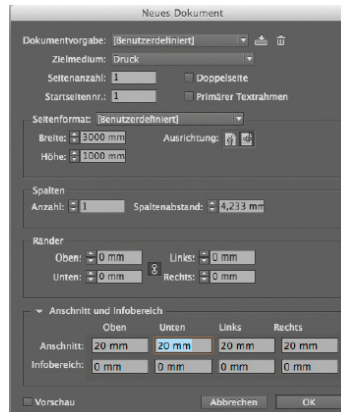 Neues Dokument
Dokumentvorgabe: [Benutzerdefiniert]
Zielmedium: Druck
Seitenanzahl: 1 Doppelseite
Startseitennr.: 1 Primärer Textrahmen
Seitenformat: [Benutzerdefiniert]
Breite: 3000 mm Ausrichtung:
Höhe: 1000 mm
Spalten
Anzahl: 1 Spaltenabstand: 4,233 mm
Ränder
Oben: 0 mm Links: 0 mm
Unten: 0 mm Rechts: 0 mm
Anschnitt und Infobereich
Oben Unten Links Rechts
Anschnitt: 20 mm 20 mm 20 mm 20 mm
Infobereich: 0 mm 0 mm 0 mm 0 mm
Vorschau Abbrechen OK